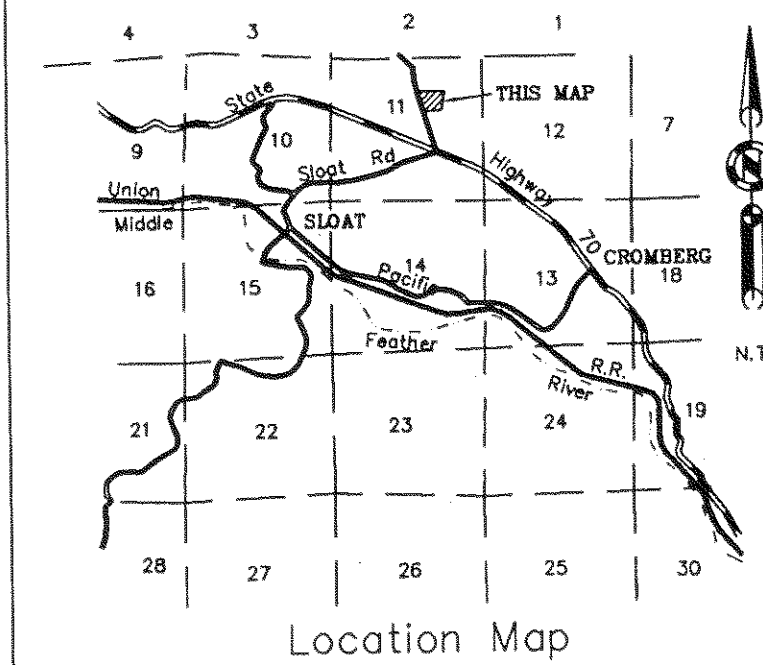 4 3 2 1
State 11 THIS MAP
9 10 12 7
Sloat Rd Highway
Union
Middle SLOAT 70 CROMBERG
16 15 14 13 18
Pacific
Feather R.R.
River
21 22 23 24 19
28 27 26 25 30
N.T
Location Map